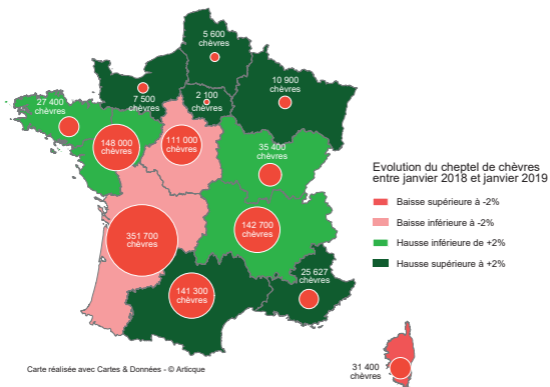 5 600
chèvres
10 900
chèvres
7 500
chèvres
2 100
chèvres
27 400
chèvres
148 000
chèvres
111 000
chèvres
35 400
chèvres
Evolution du cheptel de chèvres
entre janvier 2018 et janvier 2019
Baisse supérieure à -2%
Baisse inférieure à -2%
Hausse inférieure de +2%
Hausse supérieure à +2%
351 700
chèvres
142 700
chèvres
141 300
chèvres
25 627
chèvres
31 400
chèvres
Carte réalisée avec Cartes & Données - © Articque